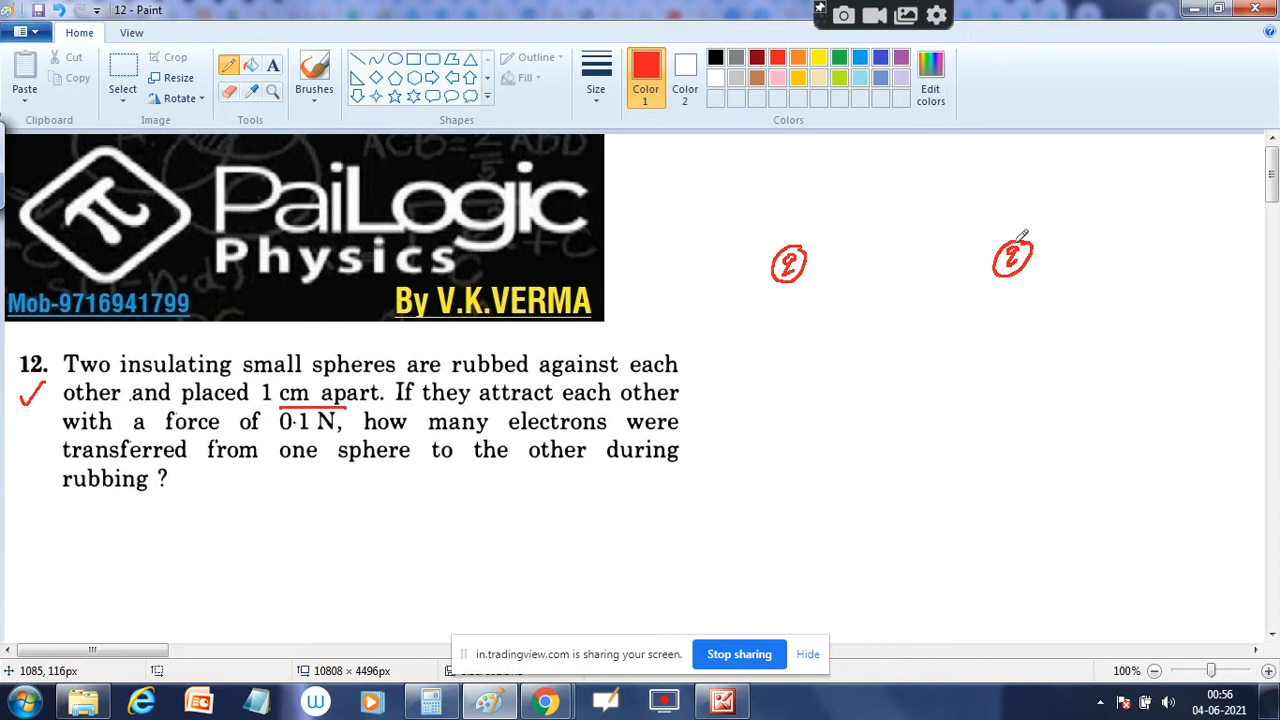 12 - Paint
Home
View
Paste
Cut
Copy
Clipboard
Select
Crop
Resize
Rotate
Image
A
Tools
Brushes
Outline
Fill
Shapes
Size
Color 1
Color 2
Edit colors
Colors
PaiLogic
Physics
Mob-9716941799
By V.K.VERMA
q
q
12. Two insulating small spheres are rubbed against each
other and placed 1 cm apart. If they attract each other
with a force of 0·1 N, how many electrons were
transferred from one sphere to the other during
rubbing ?
in.tradingview.com is sharing your screen.
Stop sharing
Hide
1085, 116px
10808 × 4496px
100%
00:56
04-06-2021